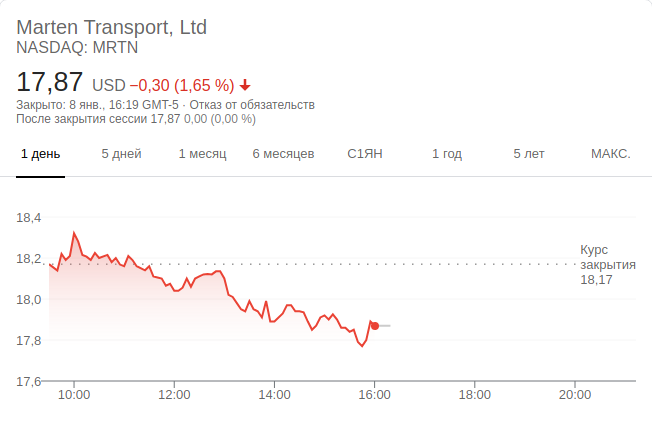 Marten Transport, Ltd
NASDAQ: MRTN
17,87 USD −0,30 (1,65 %)
Закрыто: 8 янв., 16:19 GMT-5 · Отказ от обязательств
После закрытия сессии 17,87 0,00 (0,00 %)
1 день 5 дней 1 месяц 6 месяцев С1ЯН 1 год 5 лет МАКС.
18,4
18,2
18,0
17,8
17,6
Курс
закрытия
18,17
10:00 12:00 14:00 16:00 18:00 20:00